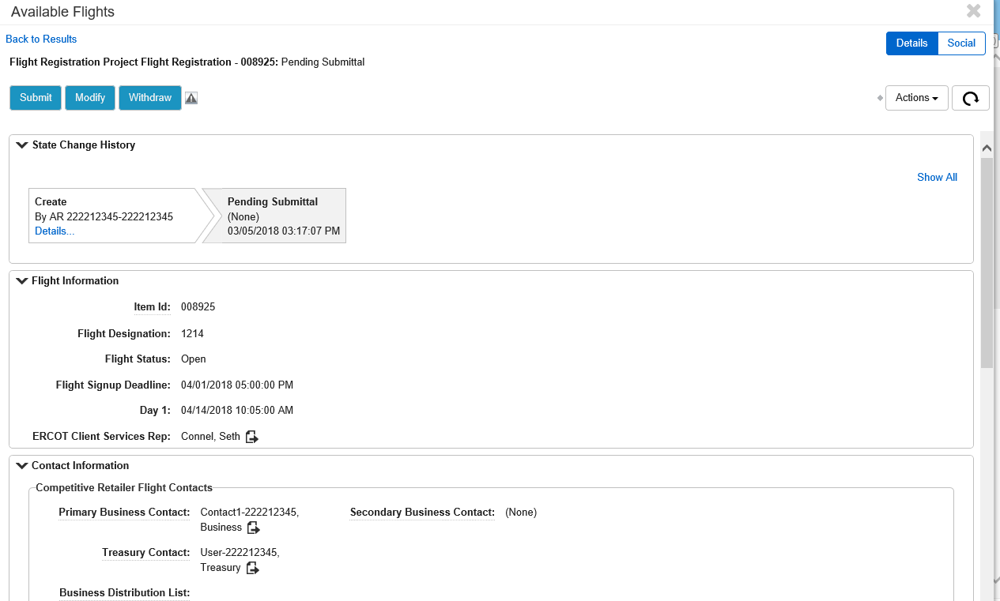 Available Flights
Back to Results
Details Social
Flight Registration Project Flight Registration - 008925: Pending Submittal
Submit Modify Withdraw Actions
State Change History
Show All
Create
By AR 222212345-222212345
Details...
Pending Submittal
(None)
03/05/2018 03:17:07 PM
Flight Information
Item Id: 008925
Flight Designation: 1214
Flight Status: Open
Flight Signup Deadline: 04/01/2018 05:00:00 PM
Day 1: 04/14/2018 10:05:00 AM
ERCOT Client Services Rep: Connel, Seth
Contact Information
Competitive Retailer Flight Contacts
Primary Business Contact: Contact1-222212345,
Business
Secondary Business Contact: (None)
Treasury Contact: User-222212345,
Treasury
Business Distribution List: